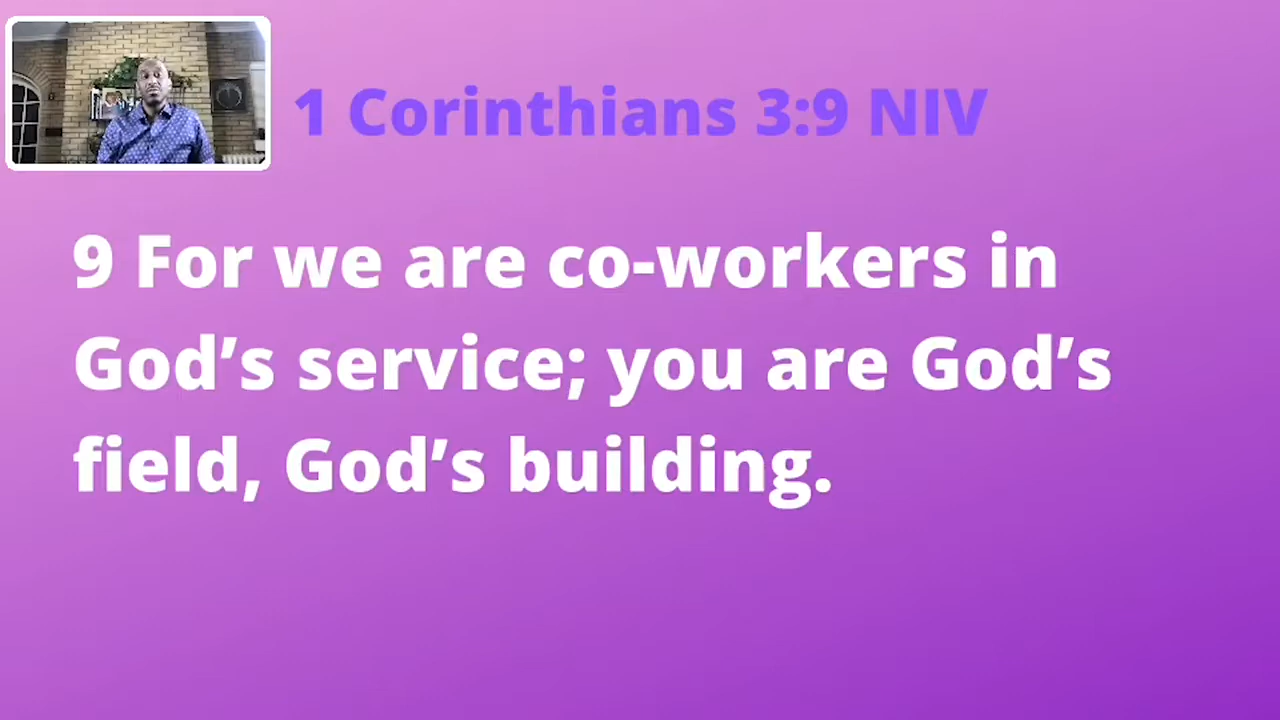 1 Corinthians 3:9 NIV
9 For we are co-workers in
God’s service; you are God’s
field, God’s building.